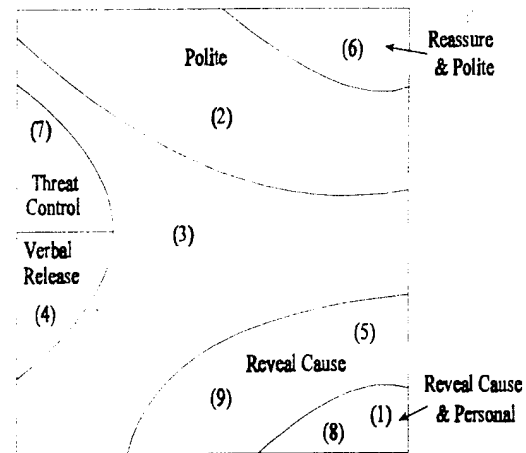 (6)
Reassure
& Polite
Polite
(2)
(7)
Threat
Control
(3)
Verbal
Release
(4)
(5)
Reveal Cause
(9)
(1)
(8)
Reveal Cause
& Personal